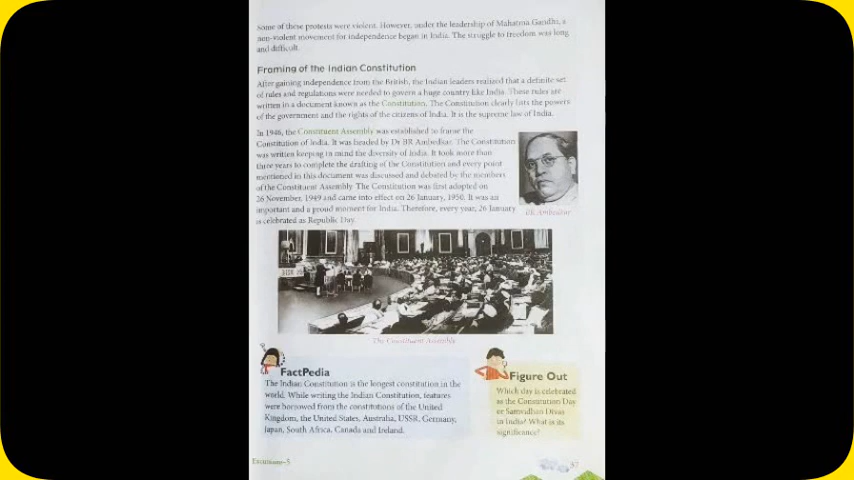 Some of these protests were violent. However, under the leadership of Mahatma Gandhi, a
non-violent movement for independence began in India. The struggle to freedom was long
and difficult.
Framing of the Indian Constitution
After gaining independence from the British, the Indian leaders realized that a definite set
of rules and regulations were needed to govern a huge country like India. These rules are
written in a document known as the Constitution. The Constitution clearly lists the powers
of the government and the rights of the citizens of India. It is the supreme law of India.
In 1946, the Constituent Assembly was established to frame the
Constitution of India. It was headed by Dr BR Ambedkar. The Constitution
was written keeping in mind the diversity of India. It took more than
three years to complete the drafting of the Constitution and every point
mentioned in this document was discussed and debated by the members
of the Constituent Assembly. The Constitution was first adopted on
26 November, 1949 and came into effect on 26 January, 1950. It was an
important and a proud moment for India. Therefore, every year, 26 January
is celebrated as Republic Day.
BR Ambedkar
The Constituent Assembly
FactPedia
The Indian Constitution is the longest constitution in the
world. While writing the Indian Constitution, features
were borrowed from the constitutions of the United
Kingdom, the United States, Australia, USSR, Germany,
Japan, South Africa, Canada and Ireland.
Figure Out
Which day is celebrated
as the Constitution Day
or Samvidhan Divas
in India? What is its
significance?
37